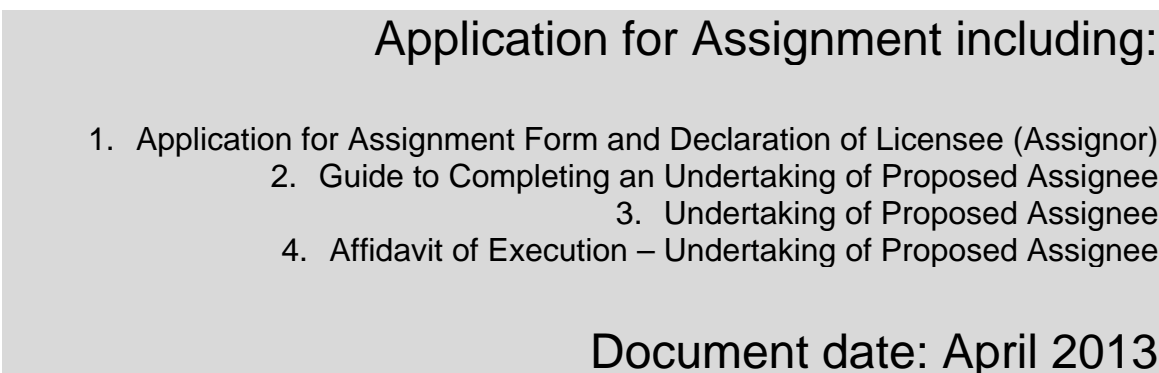 Application for Assignment including:
1. Application for Assignment Form and Declaration of Licensee (Assignor)
2. Guide to Completing an Undertaking of Proposed Assignee
3. Undertaking of Proposed Assignee
4. Affidavit of Execution – Undertaking of Proposed Assignee
Document date: April 2013